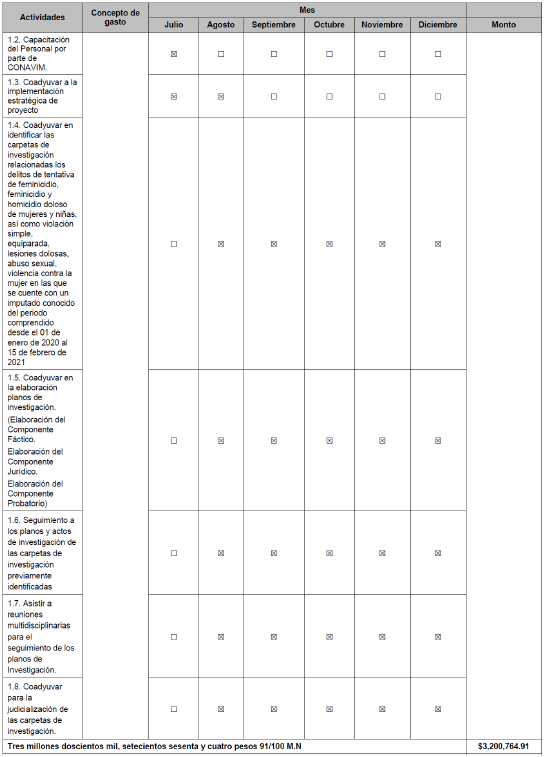 Actividades
Concepto de
gasto
Mes
Monto
Julio
Agosto
Septiembre
Octubre
Noviembre
Diciembre
1.2. Capacitación
del Personal por
parte de
CONAVIM.
☒ ☐ ☐ ☐ ☐ ☐
1.3. Coadyuvar a la
implementación
estratégica de
proyecto
☒ ☒ ☐ ☐ ☐ ☐
1.4. Coadyuvar en
identificar las
carpetas de
investigación
relacionadas los
delitos de tentativa
de feminicidio,
feminicidio y
homicidio doloso
de mujeres y niñas,
así como violación
simple,
equiparada,
lesiones dolosas,
abuso sexual,
violencia contra la
mujer en las que
se cuente con un
imputado conocido
del periodo
comprendido
desde el 01 de
enero de 2020 al
15 de febrero de
2021
☐ ☒ ☒ ☒ ☒ ☒
1.5. Coadyuvar en
la elaboración
planos de
investigación.
(Elaboración del
Componente
Fáctico.
Elaboración del
Componente
Jurídico.
Elaboración del
Componente
Probatorio)
☐ ☒ ☒ ☒ ☒ ☒
1.6. Seguimiento a
los planos y actos
de investigación de
las carpetas de
investigación
previamente
identificadas
☐ ☒ ☒ ☒ ☒ ☒
1.7. Asistir a
reuniones
multidisciplinarias
para el
seguimiento de los
planos de
Investigación.
☐ ☒ ☒ ☒ ☒ ☒
1.8. Coadyuvar
para la
judicialización de
las carpetas de
investigación.
☐ ☒ ☒ ☒ ☒ ☒
Tres millones doscientos mil, setecientos sesenta y cuatro pesos 91/100 M.N
$3,200,764.91